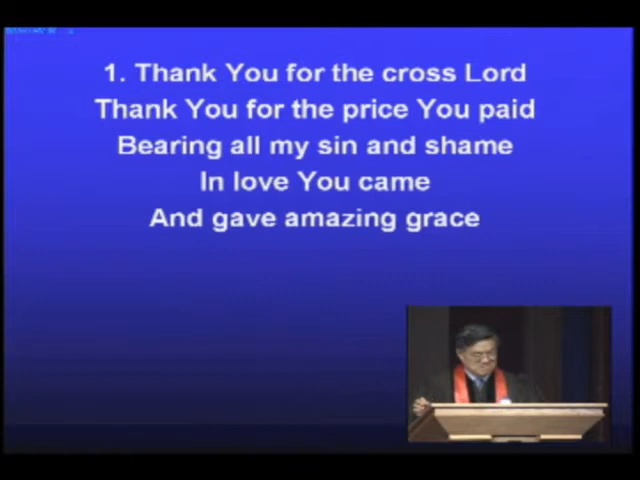 1. Thank You for the cross Lord
Thank You for the price You paid
Bearing all my sin and shame
In love You came
And gave amazing grace